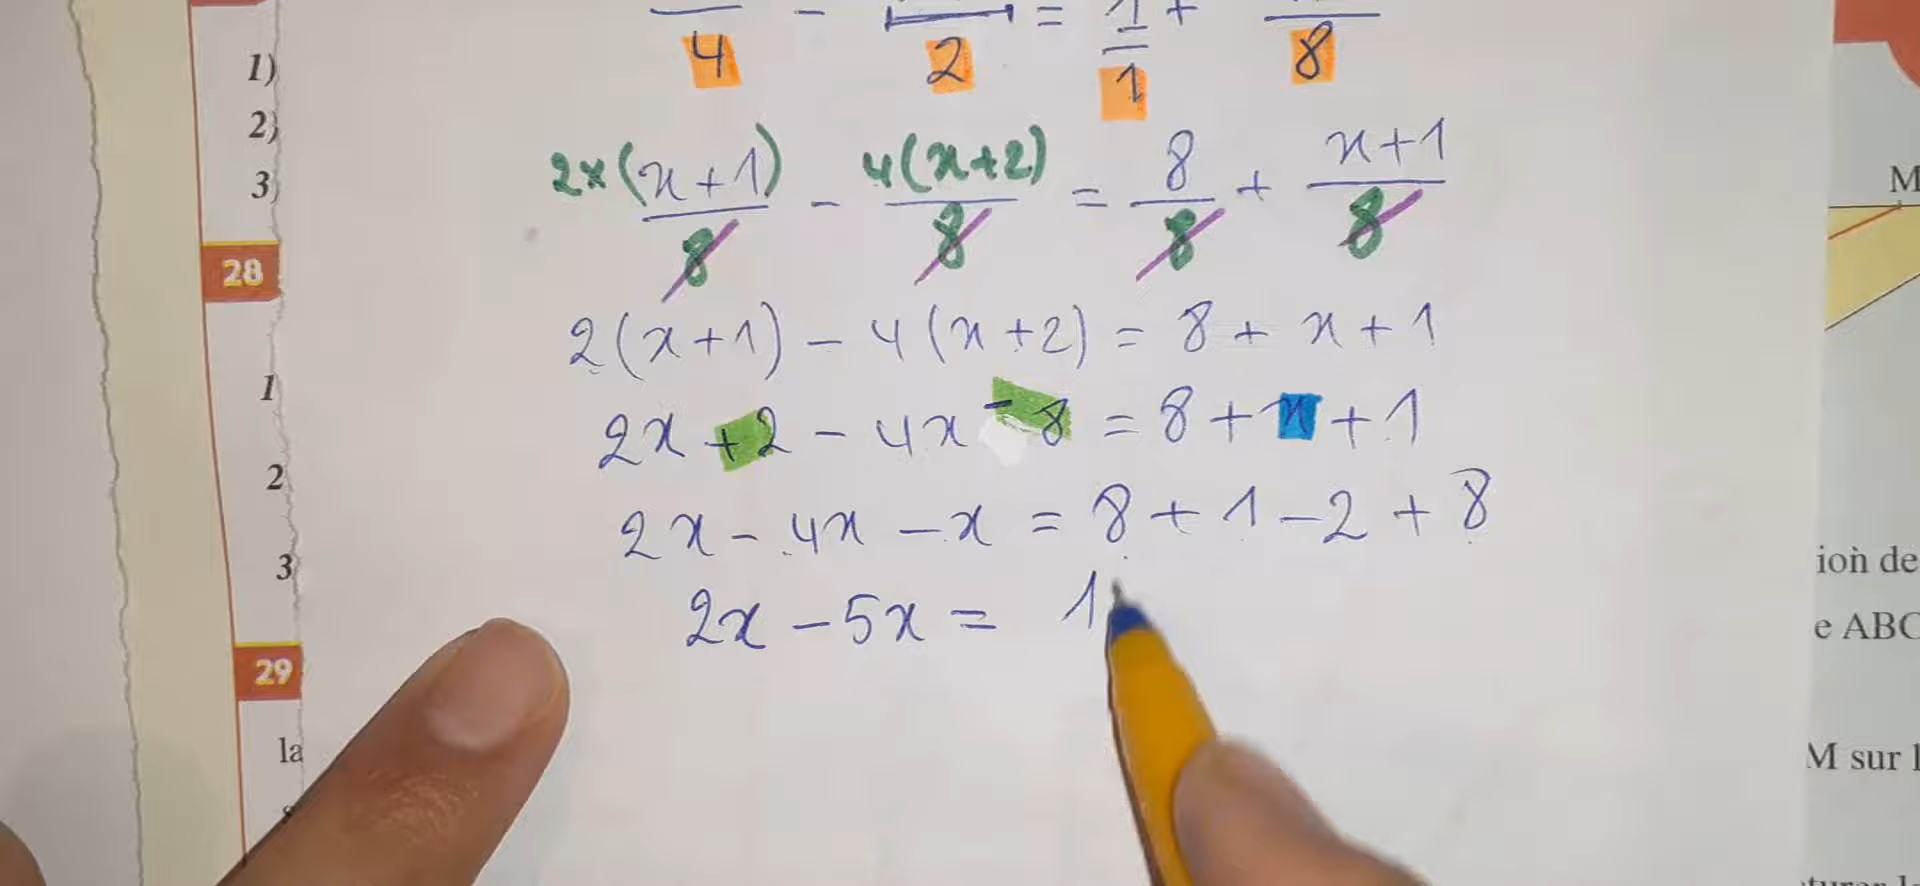 4 - 2 = 1/1 + 8
2×(x+1)/8 - 4(x+2)/8 = 8/8 + x+1/8
2(x+1) - 4(x+2) = 8 + x + 1
2x + 2 - 4x - 8 = 8 + x + 1
2x - 4x - x = 8 + 1 - 2 + 8
2x - 5x = 1
1)
2)
3)
28
1
2
3
29
la
M
ion de
e ABC
M sur l